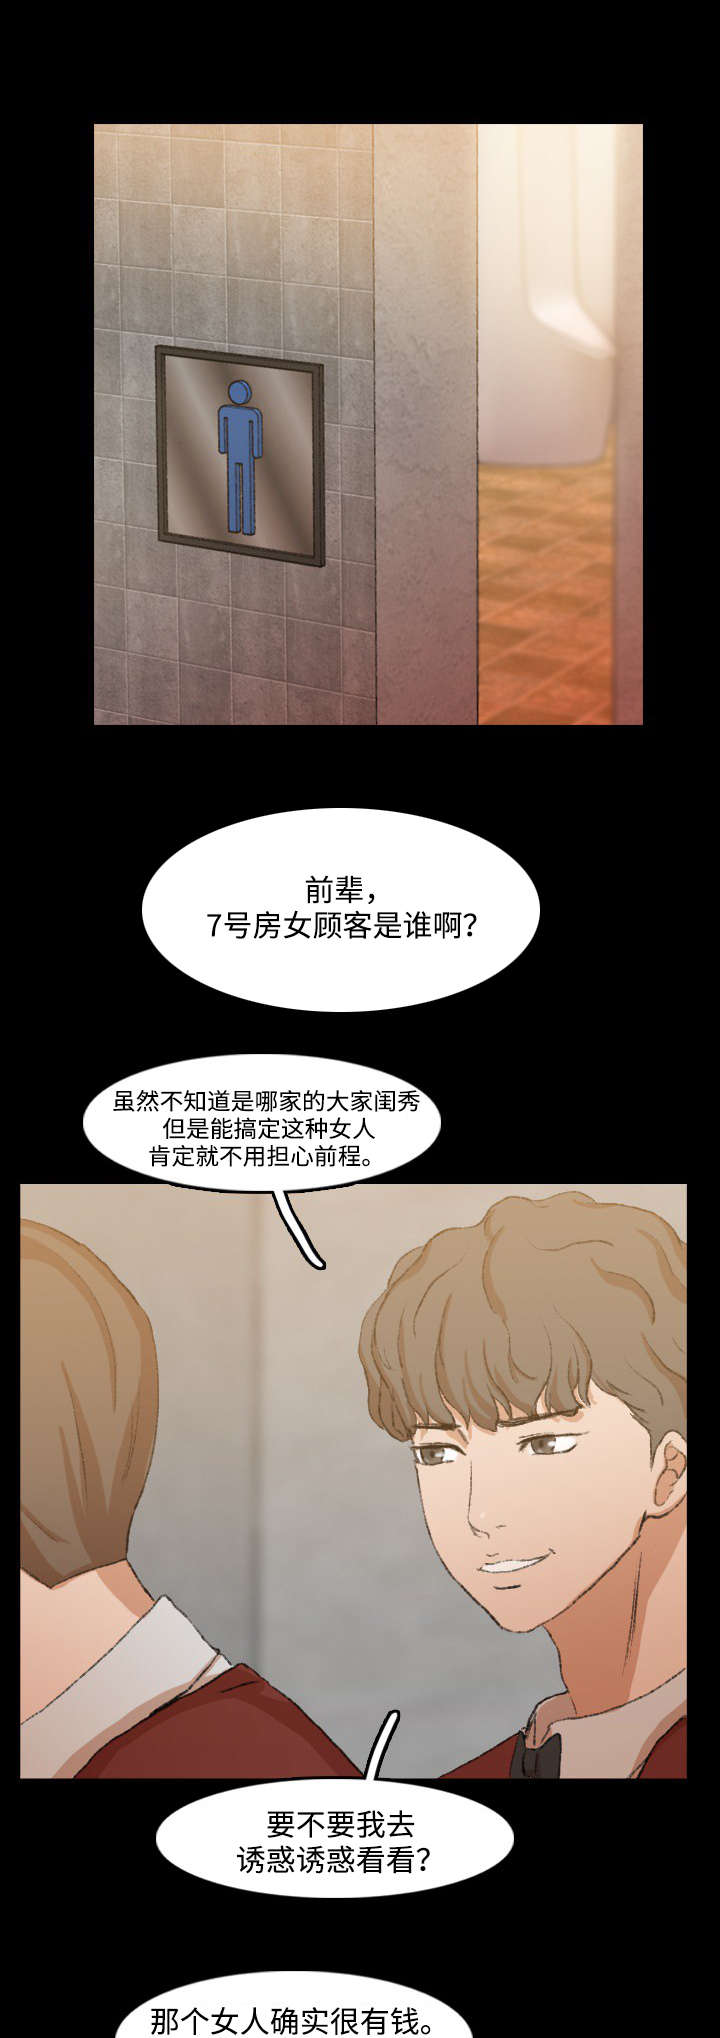 前辈，
7号房女顾客是谁啊？
虽然不知道是哪家的大家闺秀
但是能搞定这种女人
肯定就不用担心前程。
要不要我去
诱惑诱惑看看？
那个女人确实很有钱。